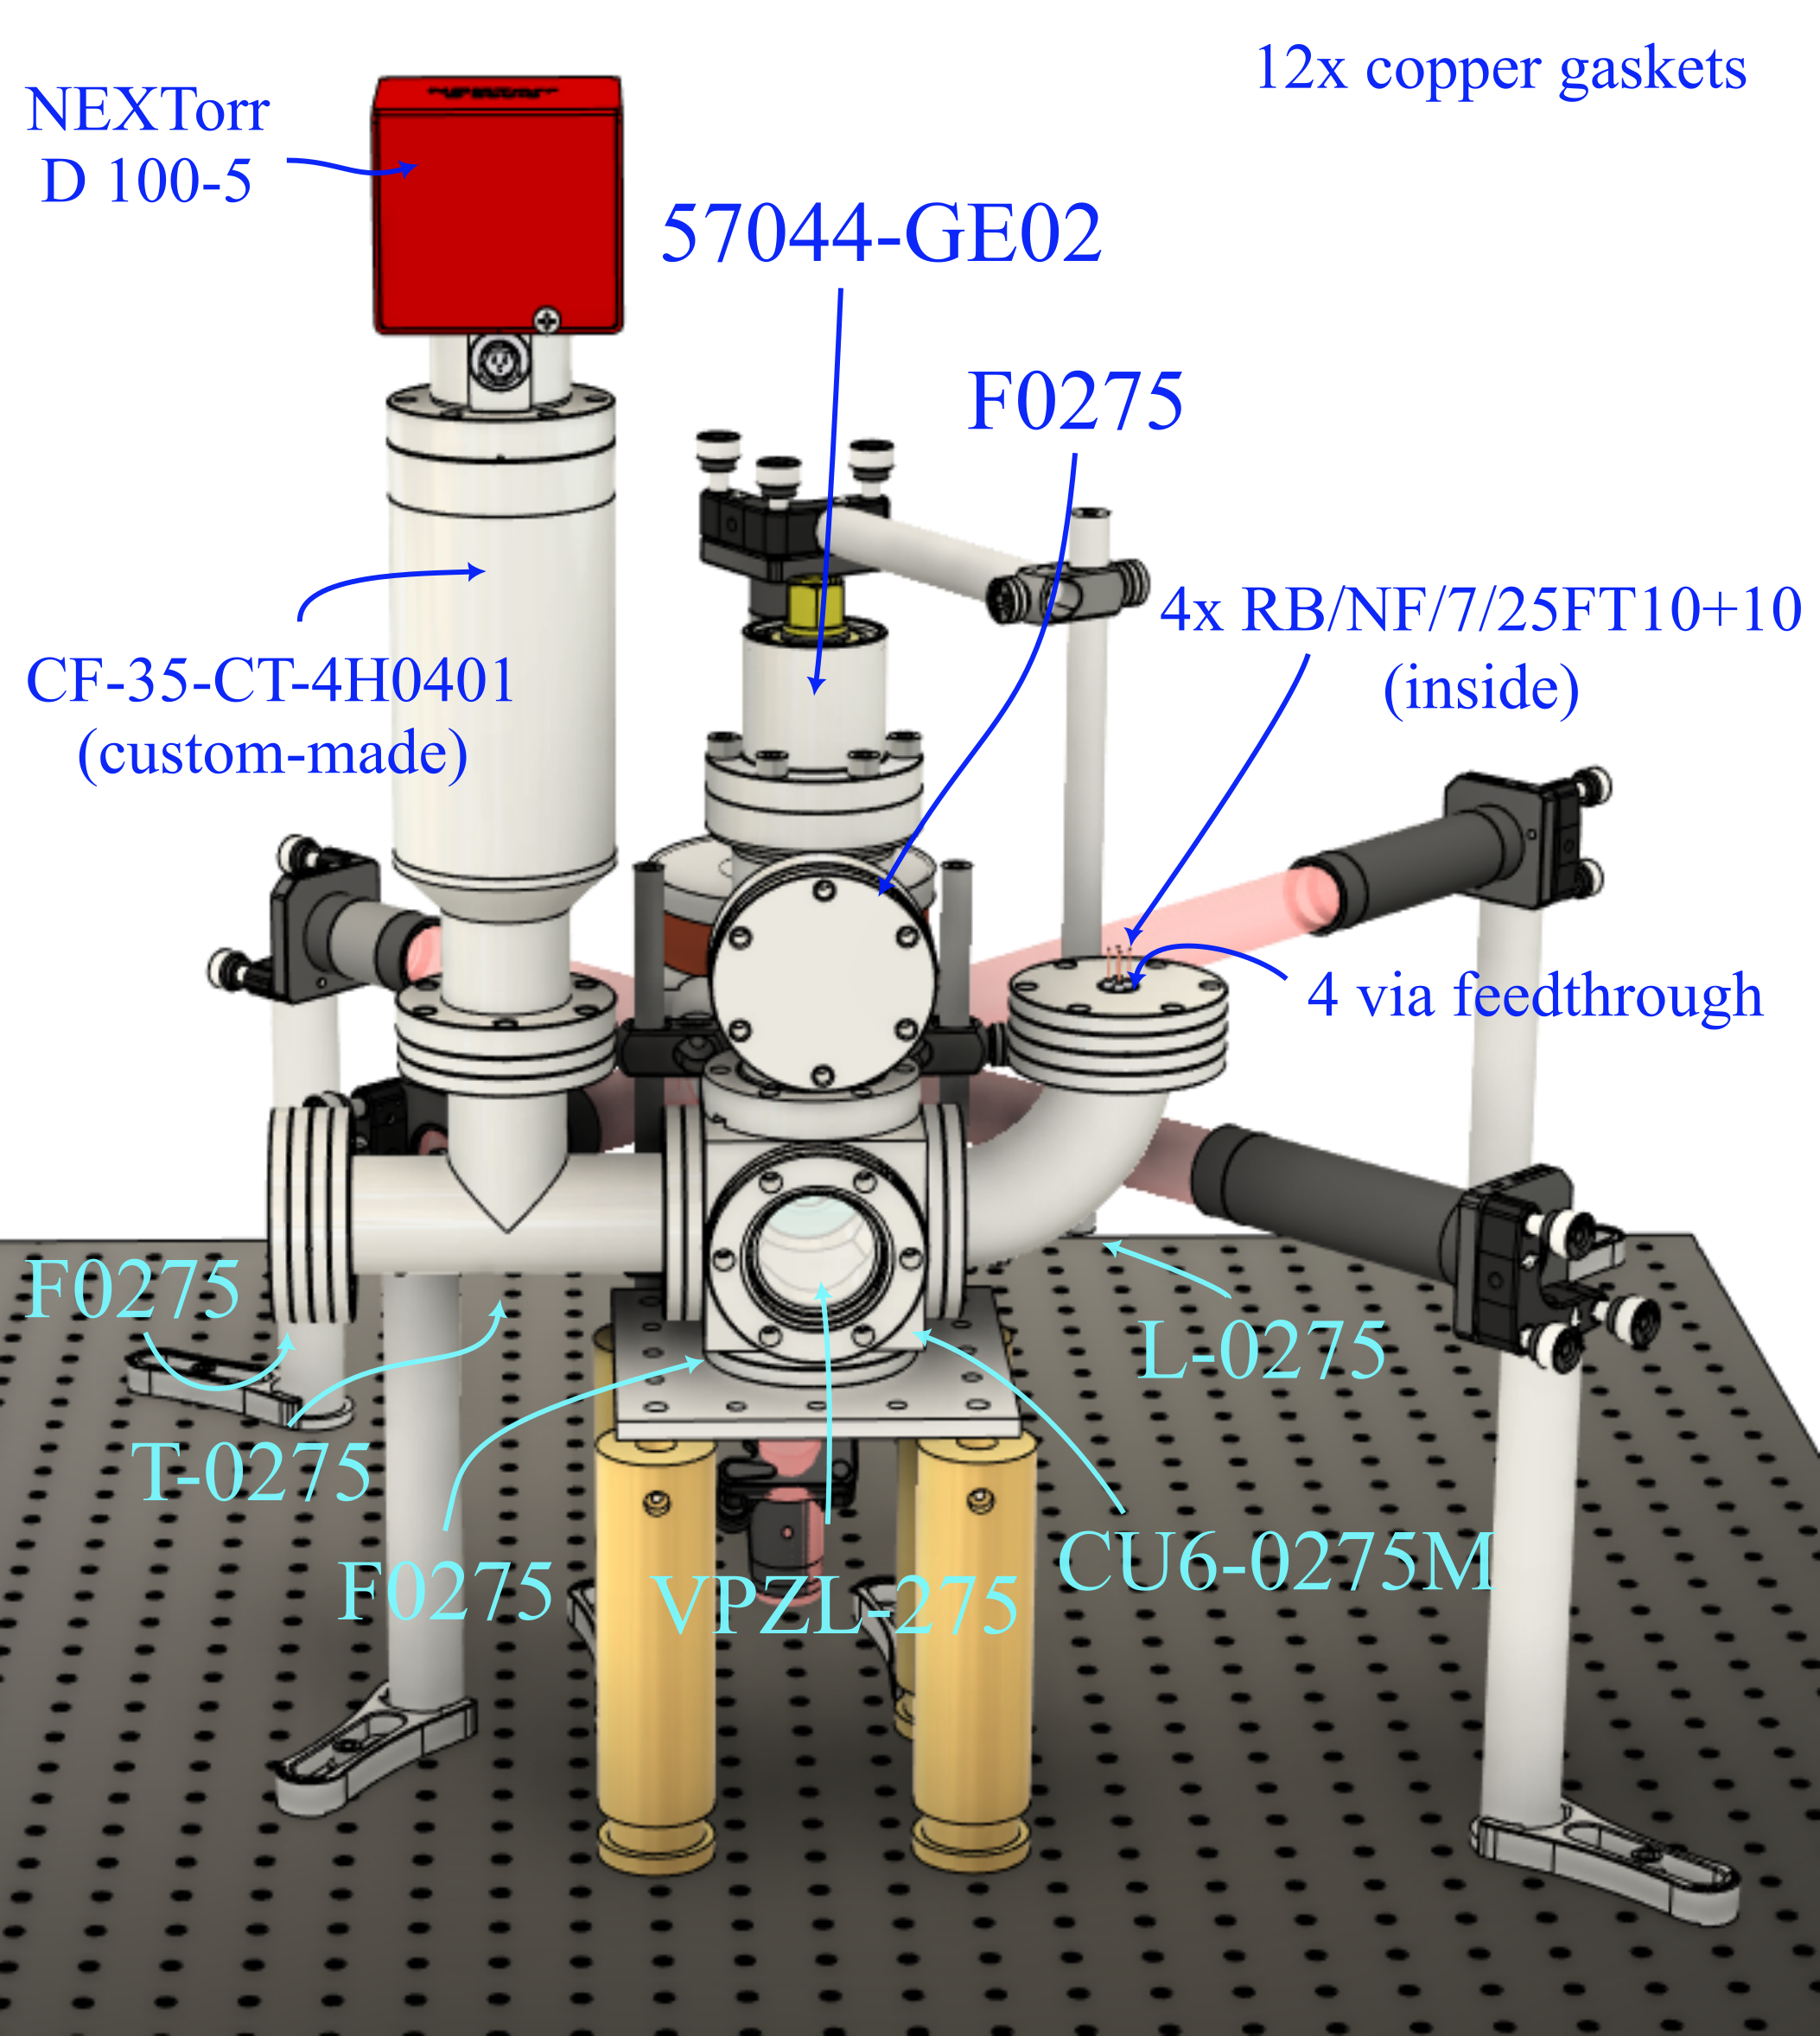 12x copper gaskets
NEXTorr
D 100-5
57044-GE02
F0275
4x RB/NF/7/25FT10+10
(inside)
CF-35-CT-4H0401
(custom-made)
4 via feedthrough
F0275
L-0275
T-0275
F0275
VPZL-275
CU6-0275M